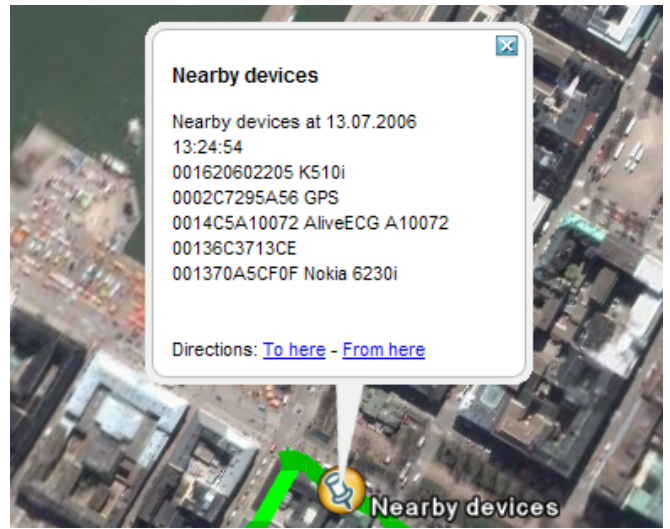 Nearby devices
Nearby devices at 13.07.2006
13:24:54
001620602205 K510i
0002C7295A56 GPS
0014C5A10072 AliveECG A10072
00136C3713CE
001370A5CF0F Nokia 6230i
Directions: To here - From here
Nearby devices